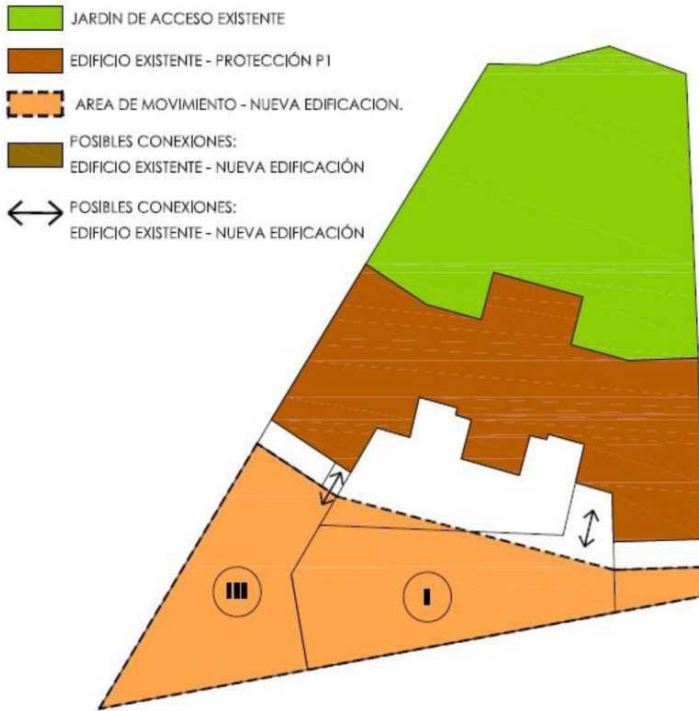 JARDÍN DE ACCESO EXISTENTE
EDIFICIO EXISTENTE - PROTECCIÓN P1
AREA DE MOVIMIENTO - NUEVA EDIFICACION.
POSIBLES CONEXIONES:
EDIFICIO EXISTENTE - NUEVA EDIFICACIÓN
POSIBLES CONEXIONES:
EDIFICIO EXISTENTE - NUEVA EDIFICACIÓN
III
I